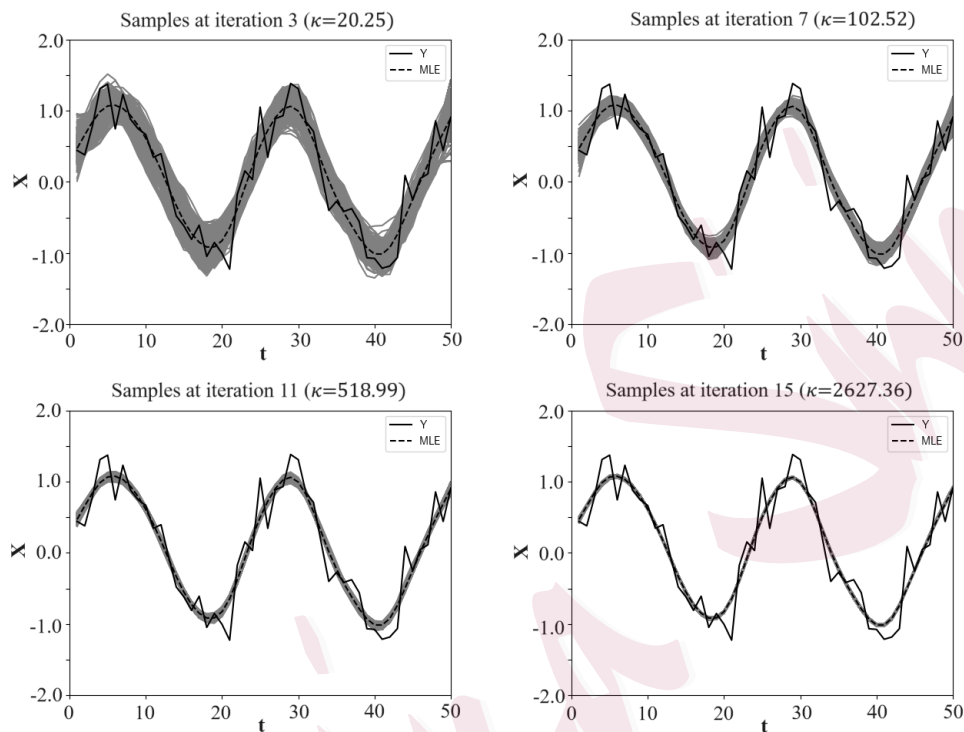 Samples at iteration 3 (κ=20.25)
2.0
1.0
0.0
-1.0
-2.0
X
0 10 20 30 40 50
t
Y
MLE
Samples at iteration 7 (κ=102.52)
2.0
1.0
0.0
-1.0
-2.0
X
0 10 20 30 40 50
t
Y
MLE
Samples at iteration 11 (κ=518.99)
2.0
1.0
0.0
-1.0
-2.0
X
0 10 20 30 40 50
t
Y
MLE
Samples at iteration 15 (κ=2627.36)
2.0
1.0
0.0
-1.0
-2.0
X
0 10 20 30 40 50
t
Y
MLE